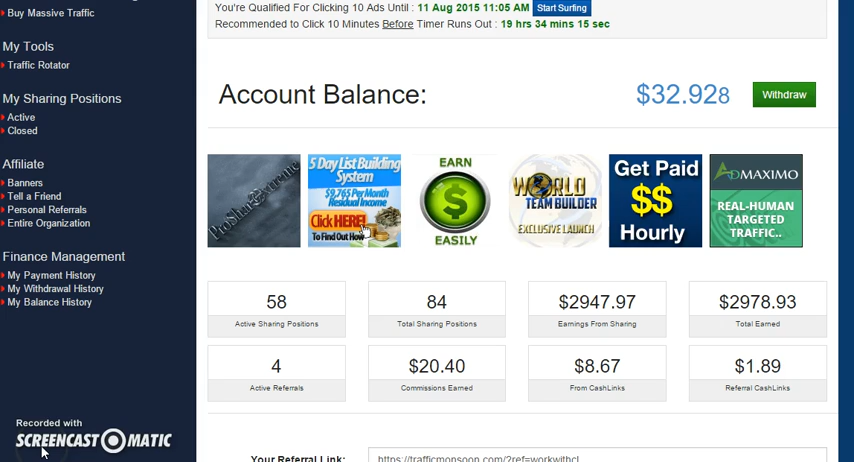 Buy Massive Traffic
My Tools
Traffic Rotator
My Sharing Positions
Active
Closed
Affiliate
Banners
Tell a Friend
Personal Referrals
Entire Organization
Finance Management
My Payment History
My Withdrawal History
My Balance History
Recorded with
SCREENCAST MATIC
You're Qualified For Clicking 10 Ads Until : 11 Aug 2015 11:05 AM Start Surfing
Recommended to Click 10 Minutes Before Timer Runs Out : 19 hrs 34 mins 15 sec
Account Balance: $32.928 Withdraw
ProSharExtreme
5 Day List Building
System
$9,765 Per Month
Residual Income
Click HERE!
To Find Out How
EARN
$
EASILY
WORLD
TEAM BUILDER
EXCLUSIVE LAUNCH
Get Paid
$$
Hourly
ADMAXIMO
REAL-HUMAN
TARGETED
TRAFFIC..
58 84 $2947.97 $2978.93
Active Sharing Positions Total Sharing Positions Earnings From Sharing Total Earned
4 $20.40 $8.67 $1.89
Active Referrals Commissions Earned From CashLinks Referral CashLinks
Your Referral Link: https://trafficmonsoon.com/?ref=workwithcl